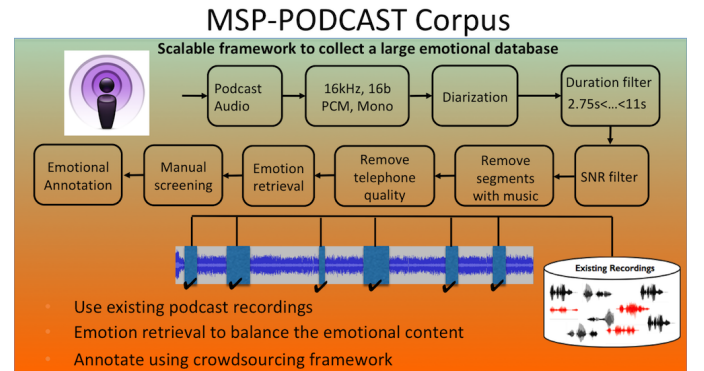 MSP-PODCAST Corpus
Scalable framework to collect a large emotional database
Podcast
Audio
16kHz, 16b
PCM, Mono
Diarization
Duration filter
2.75s<...<11s
Emotional
Annotation
Manual
screening
Emotion
retrieval
Remove
telephone
quality
Remove
segments
with music
SNR filter
Existing Recordings
Use existing podcast recordings
Emotion retrieval to balance the emotional content
Annotate using crowdsourcing framework